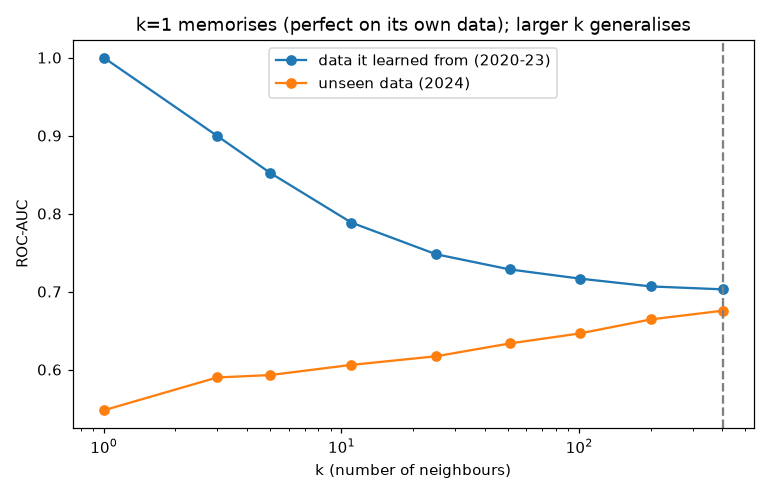 k=1 memorises (perfect on its own data); larger k generalises
data it learned from (2020-23)
unseen data (2024)
ROC-AUC
1.0
0.9
0.8
0.7
0.6
10⁰ 10¹ 10²
k (number of neighbours)